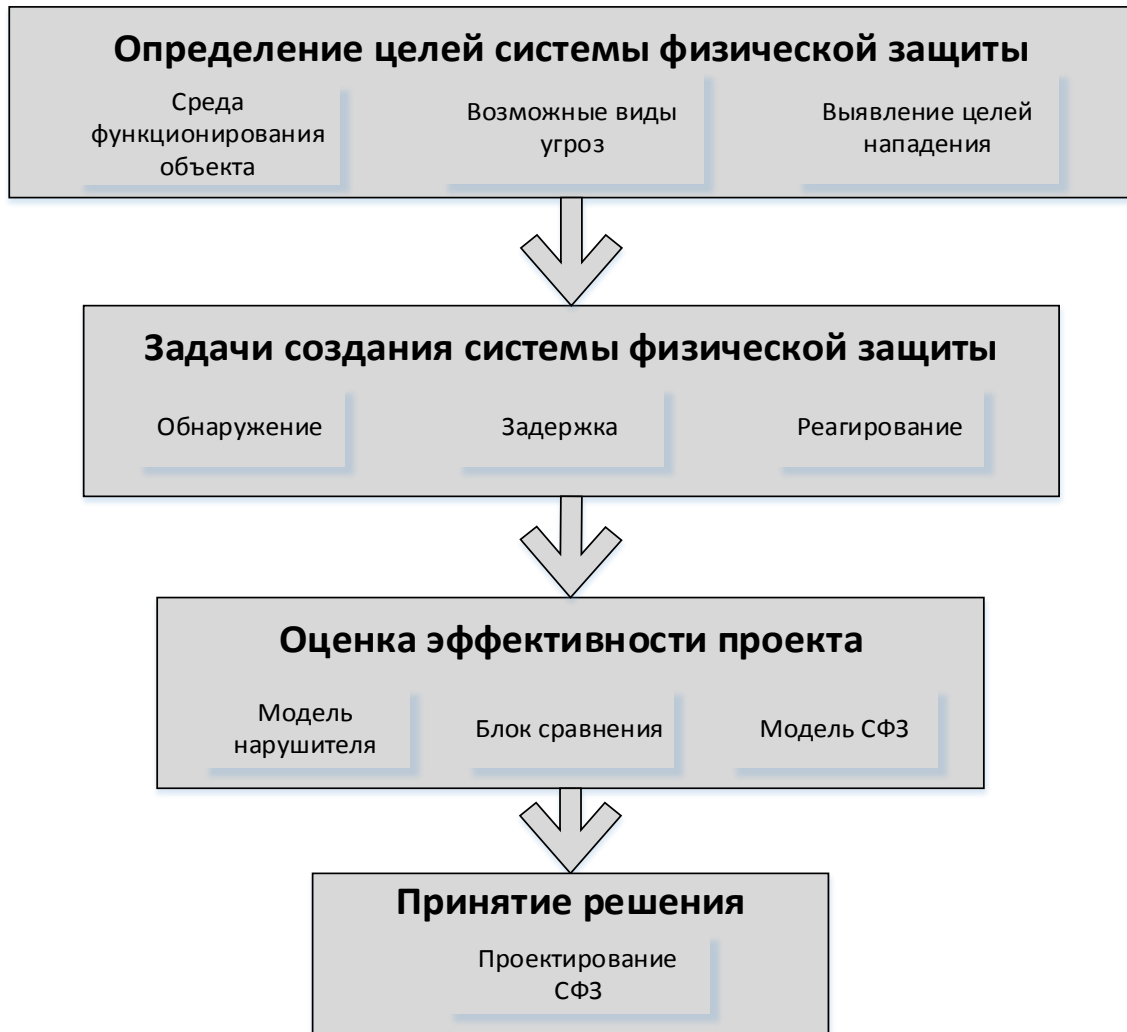 Определение целей системы физической защиты
Среда
функционирования
объекта
Возможные виды
угроз
Выявление целей
нападения
Задачи создания системы физической защиты
Обнаружение
Задержка
Реагирование
Оценка эффективности проекта
Модель
нарушителя
Блок сравнения
Модель СФЗ
Принятие решения
Проектирование
СФЗ